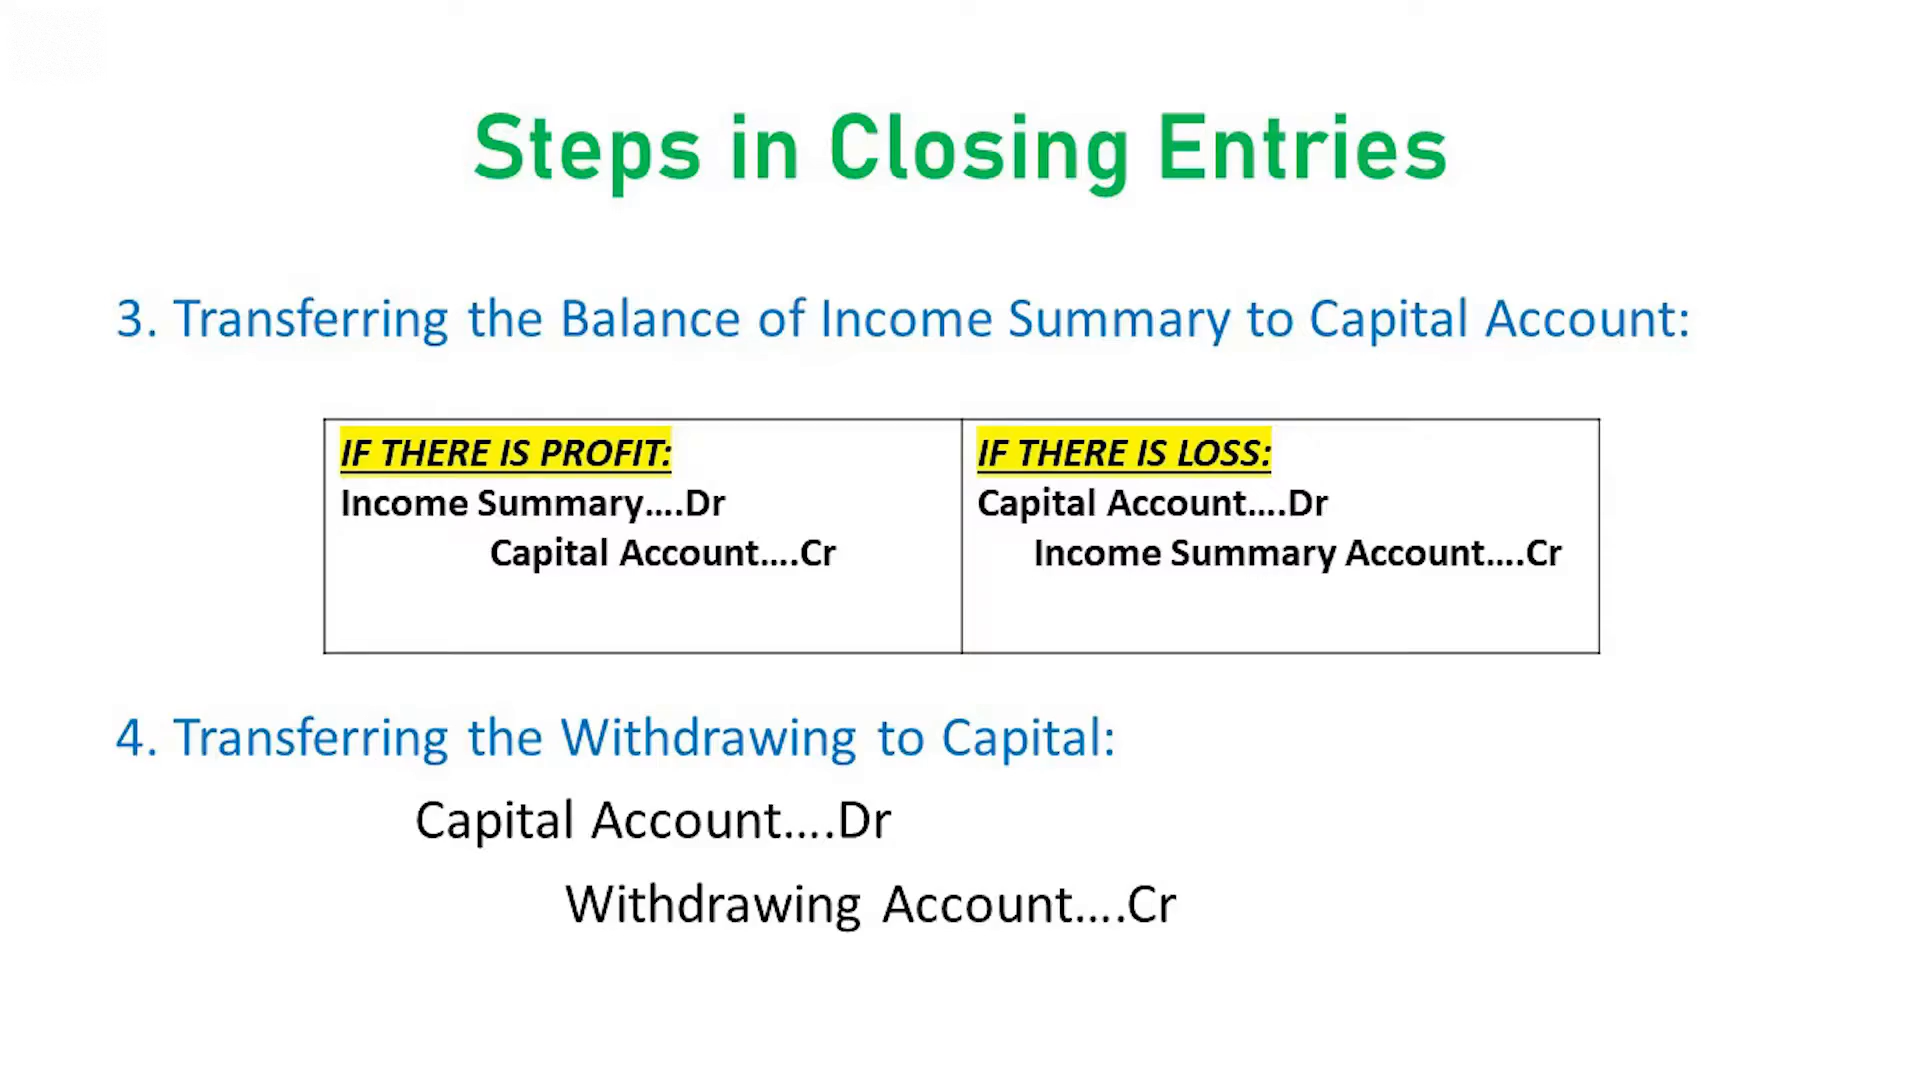 Steps in Closing Entries
3. Transferring the Balance of Income Summary to Capital Account:
IF THERE IS PROFIT:
Income Summary....Dr
Capital Account....Cr
IF THERE IS LOSS:
Capital Account....Dr
Income Summary Account....Cr
4. Transferring the Withdrawing to Capital:
Capital Account....Dr
Withdrawing Account....Cr